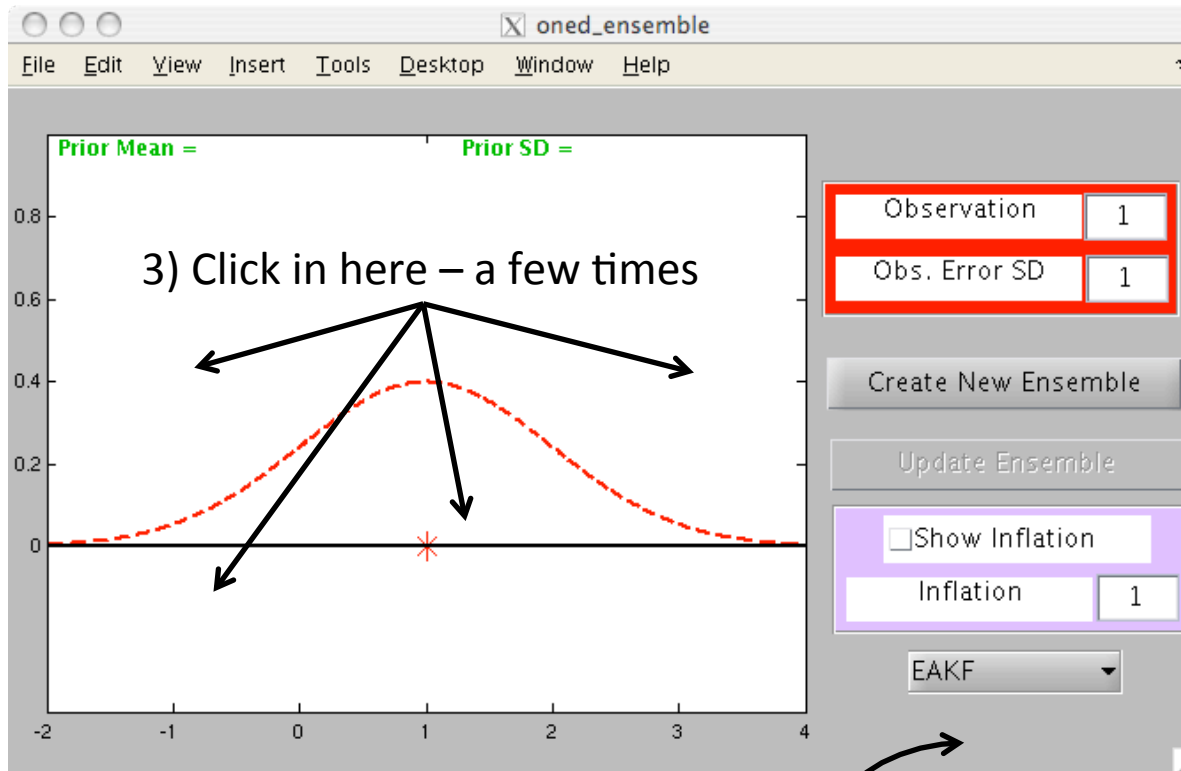 oned_ensemble
File Edit View Insert Tools Desktop Window Help
Prior Mean = Prior SD =
3) Click in here – a few times
0.8
0.6
0.4
0.2
0
-2 -1 0 1 2 3 4
Observation 1
Obs. Error SD 1
Create New Ensemble
Update Ensemble
Show Inflation
Inflation 1
EAKF